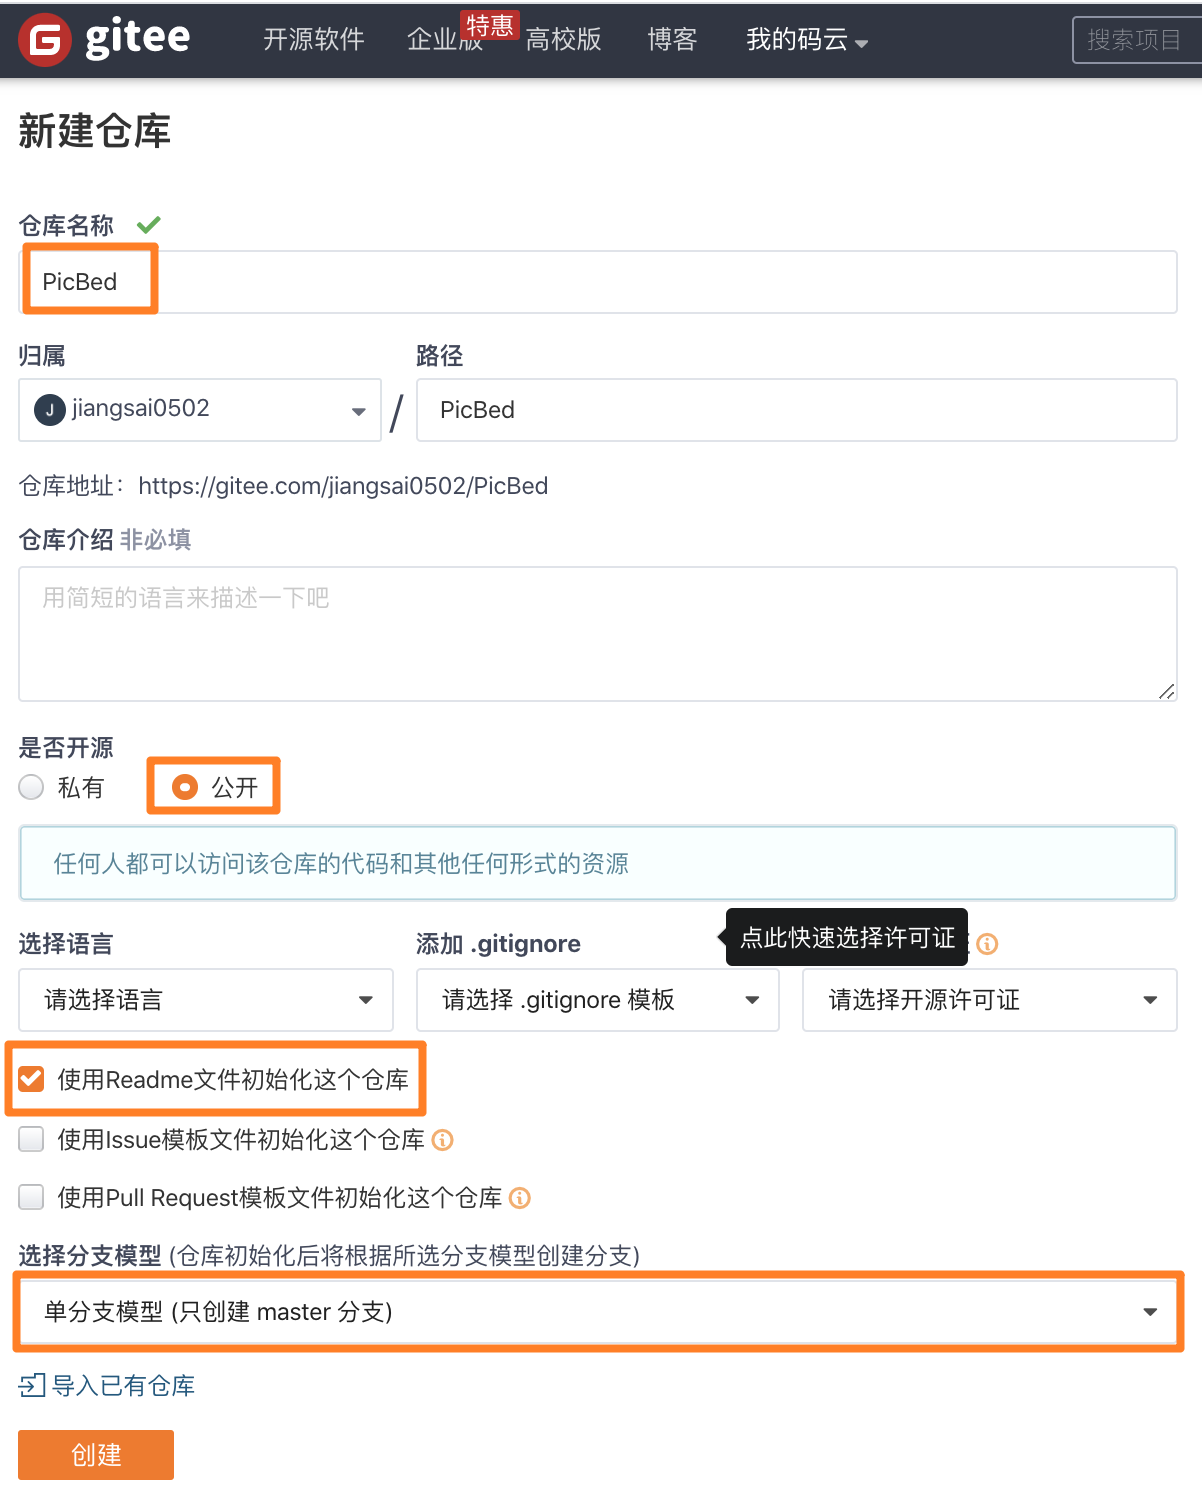 gitee 开源软件 企业版 特惠 高校版 博客 我的码云 搜索项目
新建仓库
仓库名称
PicBed
归属 路径
J jiangsai0502 / PicBed
仓库地址：https://gitee.com/jiangsai0502/PicBed
仓库介绍 非必填
用简短的语言来描述一下吧
是否开源
私有 公开
任何人都可以访问该仓库的代码和其他任何形式的资源
选择语言 添加 .gitignore 点此快速选择许可证
请选择语言 请选择 .gitignore 模板 请选择开源许可证
使用Readme文件初始化这个仓库
使用Issue模板文件初始化这个仓库
使用Pull Request模板文件初始化这个仓库
选择分支模型 (仓库初始化后将根据所选分支模型创建分支)
单分支模型 (只创建 master 分支)
导入已有仓库
创建